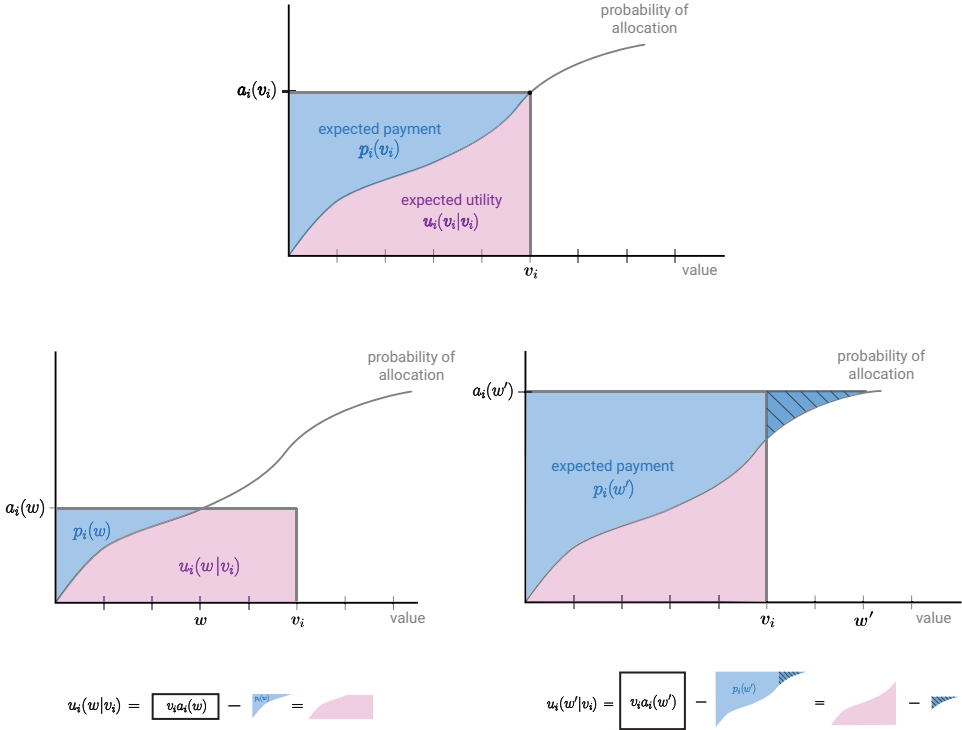 probability of
allocation
aᵢ(vᵢ)
expected payment
pᵢ(vᵢ)
expected utility
uᵢ(vᵢ|vᵢ)
vᵢ
value
probability of
allocation
aᵢ(w)
pᵢ(w)
uᵢ(w|vᵢ)
w
vᵢ
value
probability of
allocation
aᵢ(w′)
expected payment
pᵢ(w′)
vᵢ
w′
value
uᵢ(w|vᵢ) = vᵢaᵢ(w) − pᵢ(w) =
uᵢ(w′|vᵢ) = vᵢaᵢ(w′) − pᵢ(w′) = −